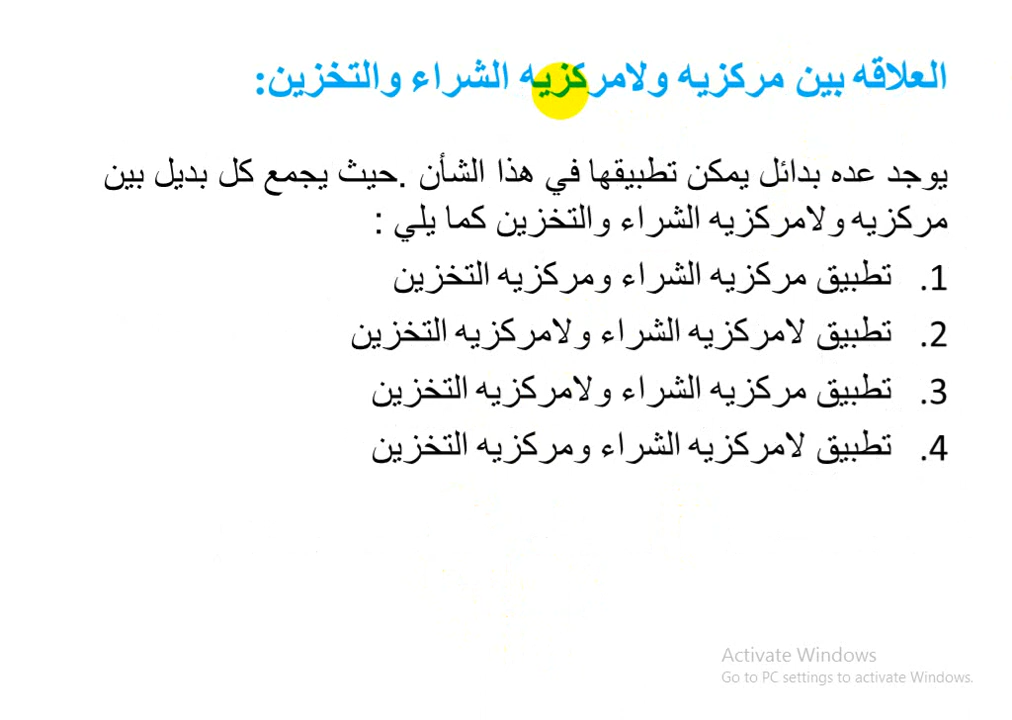 العلاقه بين مركزيه ولامركزيه الشراء والتخزين:
يوجد عده بدائل يمكن تطبيقها في هذا الشأن .حيث يجمع كل بديل بين
مركزيه ولامركزيه الشراء والتخزين كما يلي :
1. تطبيق مركزيه الشراء ومركزيه التخزين
2. تطبيق لامركزيه الشراء ولامركزيه التخزين
3. تطبيق مركزيه الشراء ولامركزيه التخزين
4. تطبيق لامركزيه الشراء ومركزيه التخزين
Activate Windows
Go to PC settings to activate Windows.